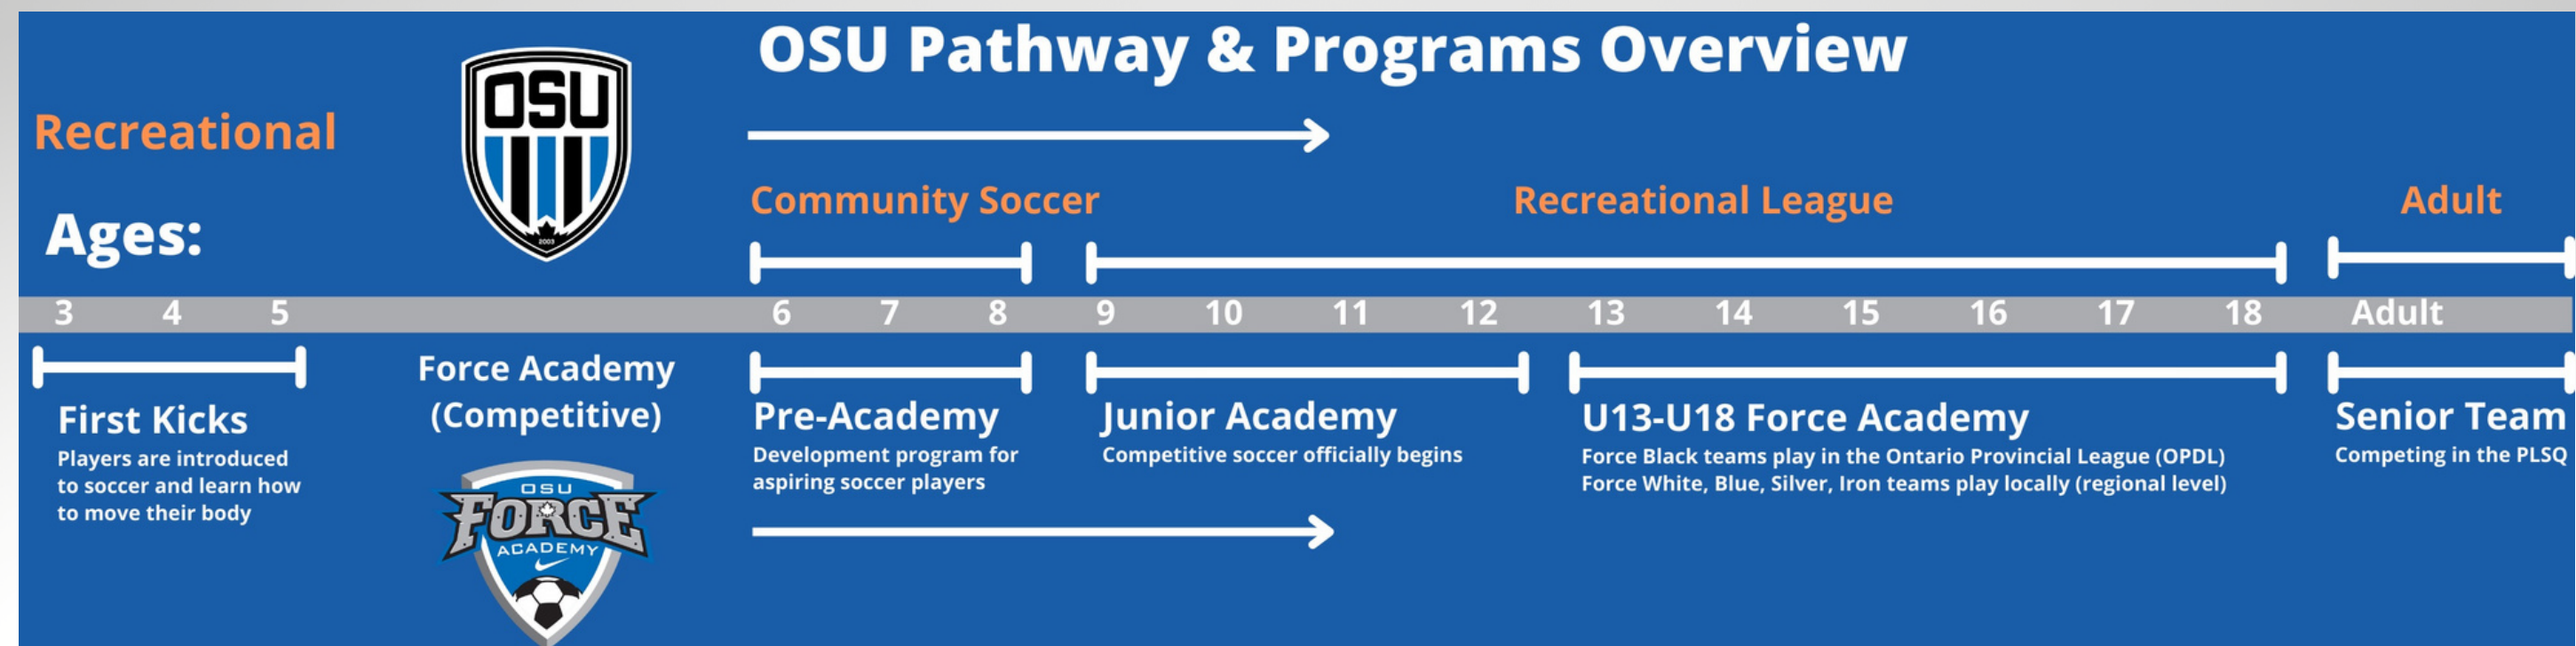 OSU Pathway & Programs Overview
OSU
2003
Recreational
Ages:
Community Soccer
Recreational League
Adult
3 4 5 6 7 8 9 10 11 12 13 14 15 16 17 18 Adult
First Kicks
Players are introduced
to soccer and learn how
to move their body
Force Academy
(Competitive)
OSU
FORCE
ACADEMY
Pre-Academy
Development program for
aspiring soccer players
Junior Academy
Competitive soccer officially begins
U13-U18 Force Academy
Force Black teams play in the Ontario Provincial League (OPDL)
Force White, Blue, Silver, Iron teams play locally (regional level)
Senior Team
Competing in the PLSQ